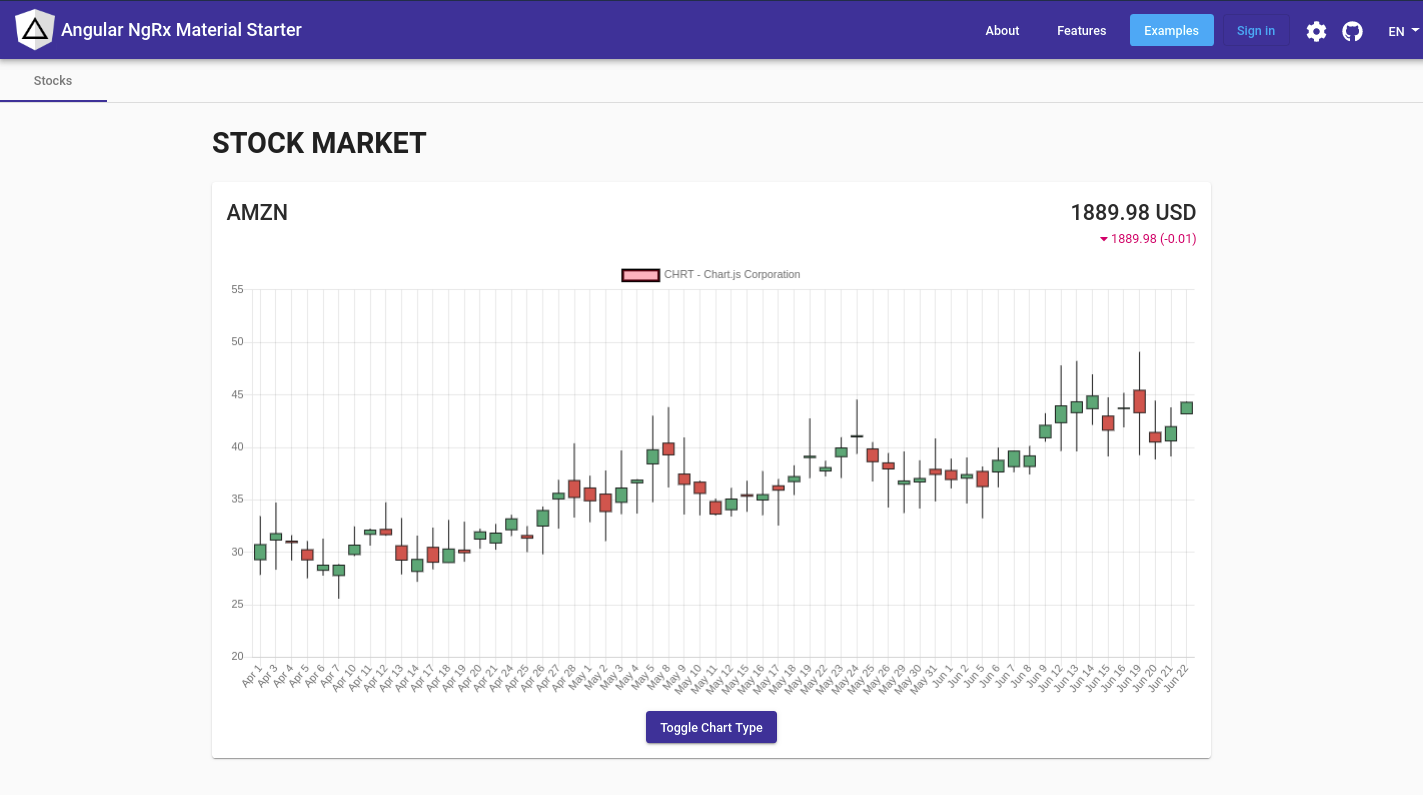 Angular NgRx Material Starter
About Features Examples Sign in EN
Stocks
STOCK MARKET
AMZN 1889.98 USD
1889.98 (-0.01)
CHRT - Chart.js Corporation
55
50
45
40
35
30
25
20
Apr 1 Apr 3 Apr 4 Apr 5 Apr 6 Apr 7 Apr 10 Apr 11 Apr 12 Apr 13 Apr 14 Apr 17 Apr 18 Apr 19 Apr 20 Apr 21 Apr 24 Apr 25 Apr 26 Apr 27 Apr 28 May 1 May 2 May 3 May 4 May 5 May 8 May 9 May 10 May 11 May 12 May 15 May 16 May 17 May 18 May 19 May 22 May 23 May 24 May 25 May 26 May 29 May 30 May 31 Jun 1 Jun 2 Jun 5 Jun 6 Jun 7 Jun 8 Jun 9 Jun 12 Jun 13 Jun 14 Jun 15 Jun 16 Jun 19 Jun 20 Jun 21 Jun 22
Toggle Chart Type